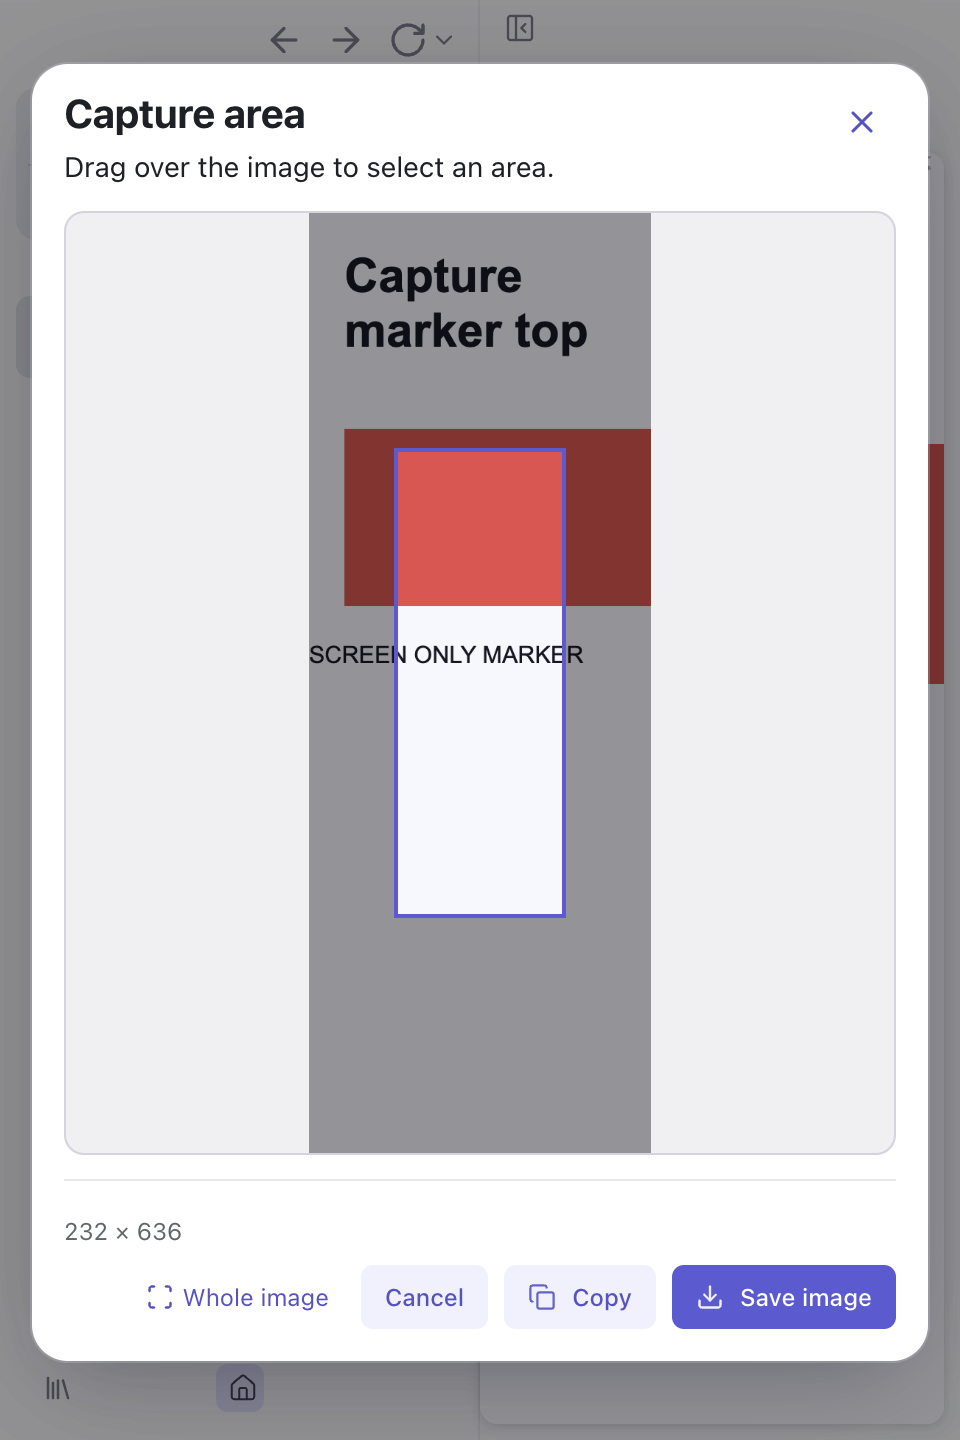 Capture area
Drag over the image to select an area.
Capture
marker top
SCREEN ONLY MARKER
232 × 636
Whole image
Cancel
Copy
Save image